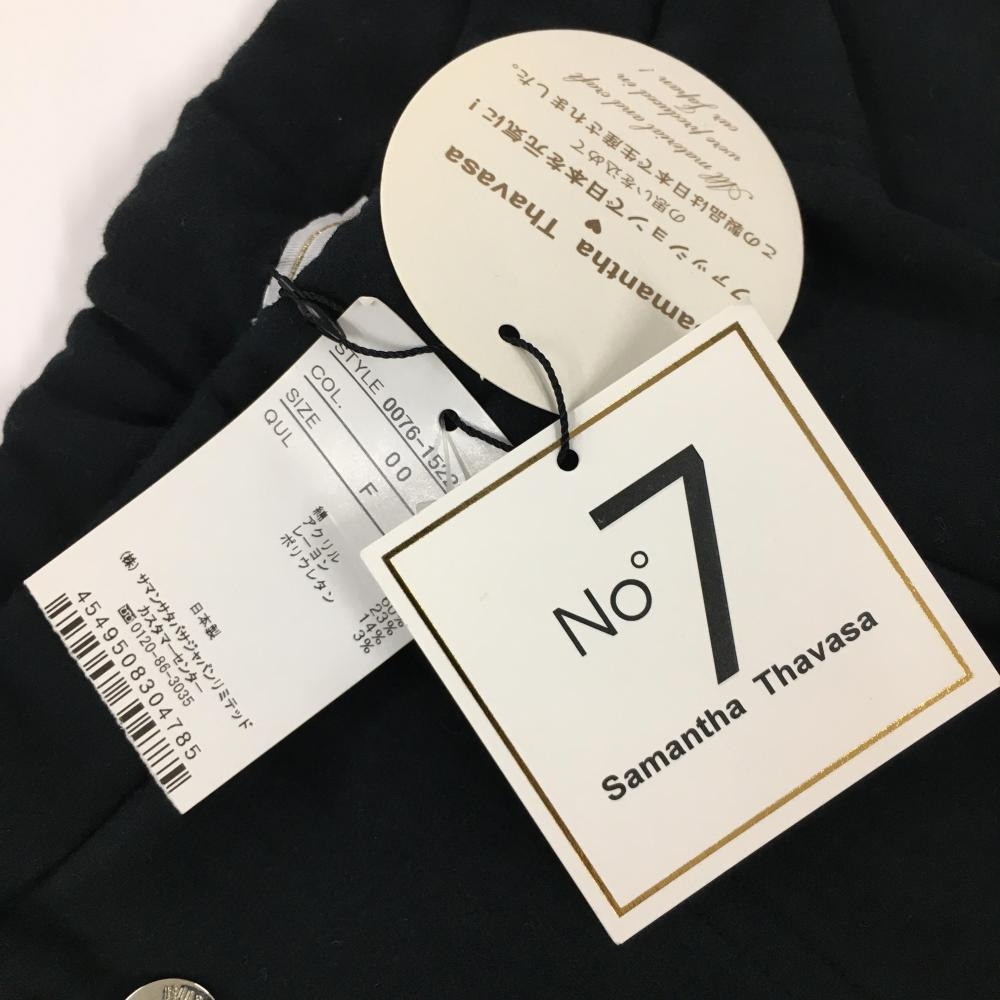 Samantha Thavasa
ファッションで日本を元気に!
の思いを込めて
この製品は日本で生産されました。
All material and craft
were produced in
our Japan!
STYLE 0076-152
COL. 00
SIZE F
QUL
綿
アクリル 23%
レーヨン 14%
ポリウレタン 3%
日本製
(株) サマンサタバサジャパンリミテッド
カスタマーセンター
0120-86-3035
4549508304785
No° 7
Samantha Thavasa